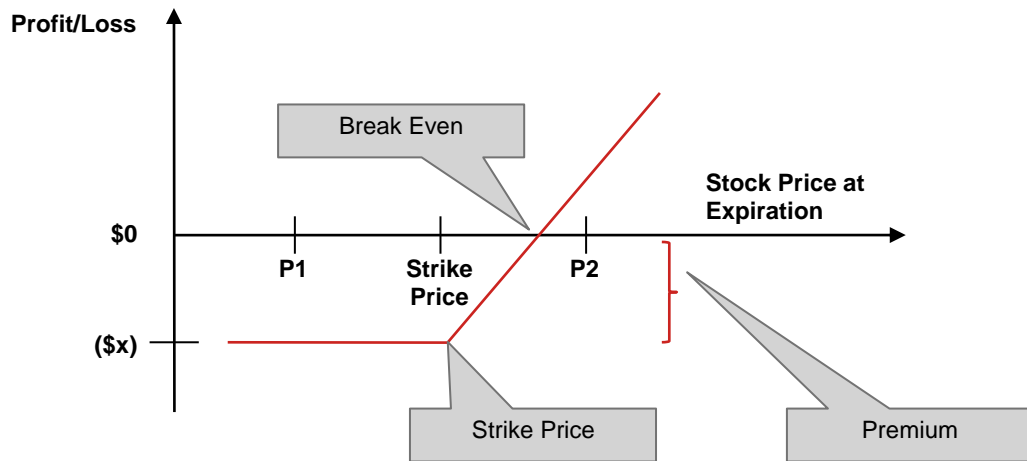 Profit/Loss
Break Even
Stock Price at
Expiration
$0
P1
Strike
Price
P2
($x)
Strike Price
Premium